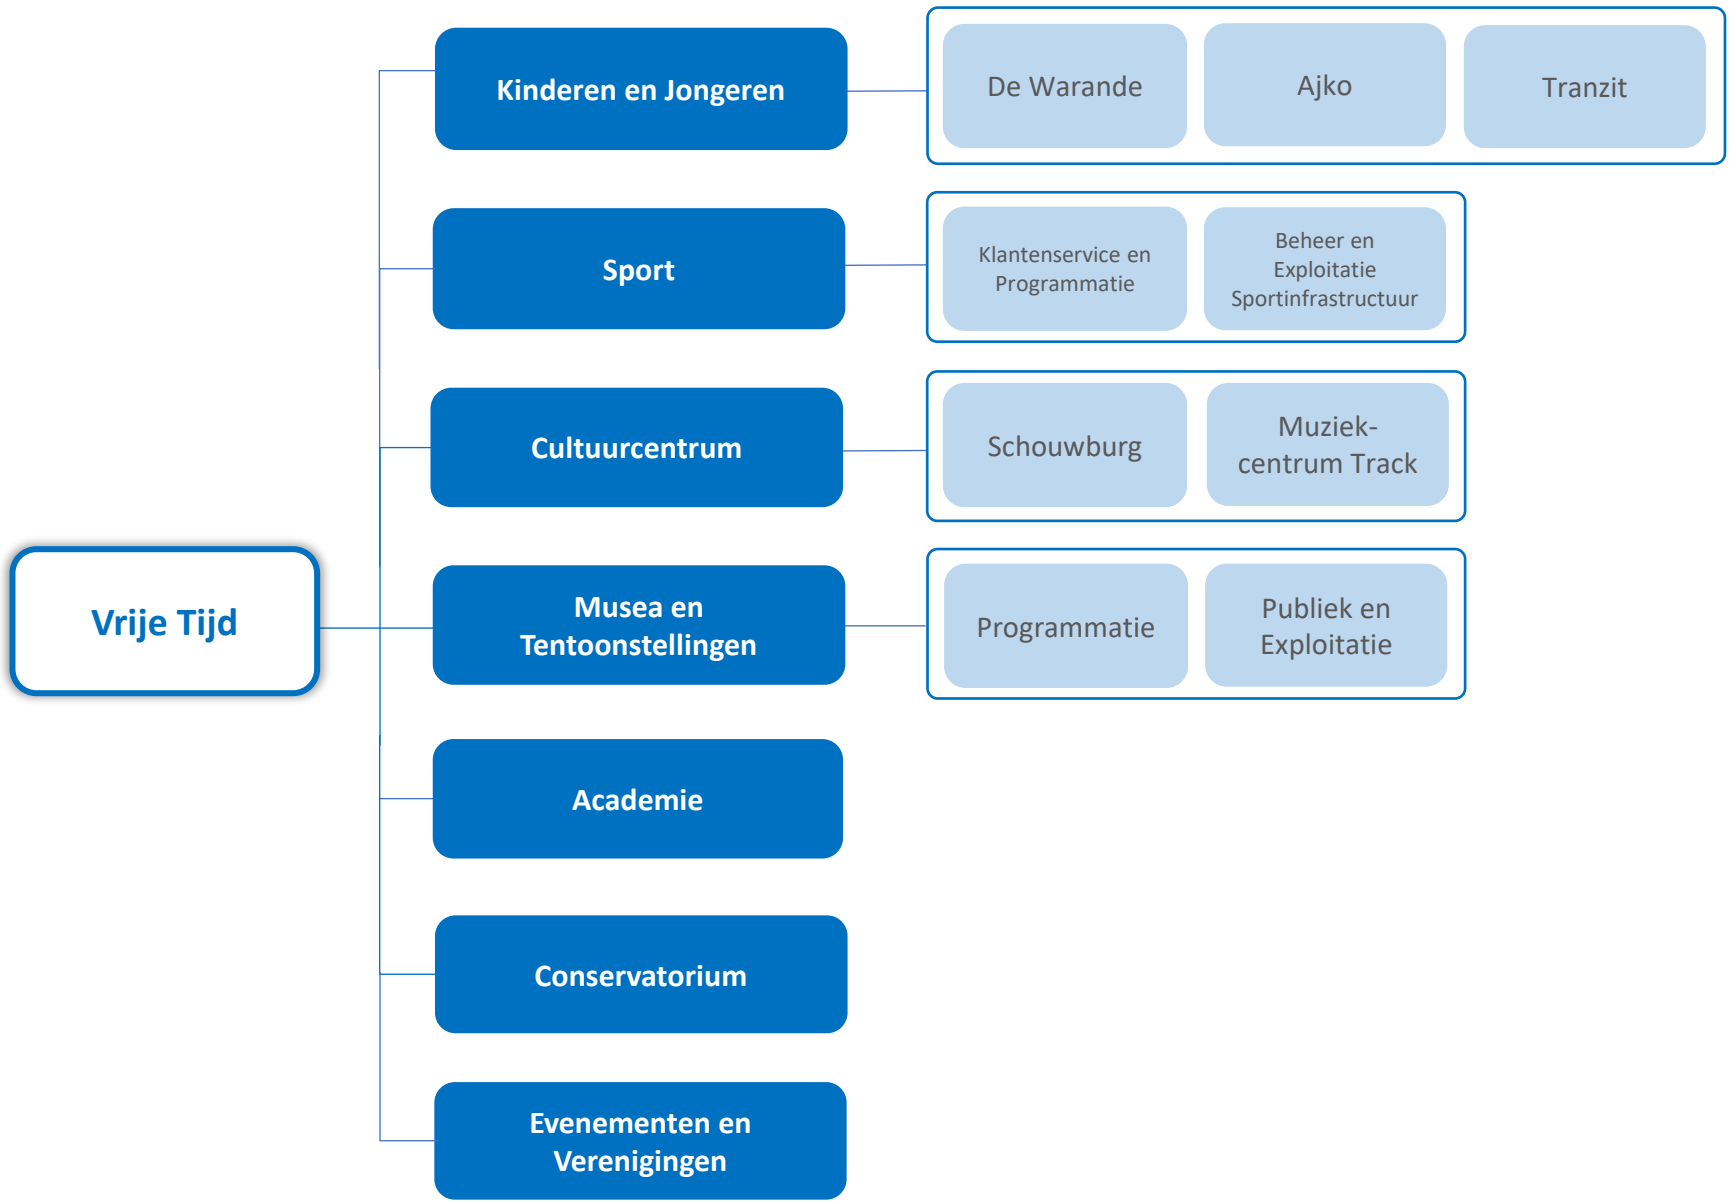 Kinderen en Jongeren
De Warande
Ajko
Tranzit
Sport
Klantenservice en
Programmatie
Beheer en
Exploitatie
Sportinfrastructuur
Cultuurcentrum
Schouwburg
Muziek-
centrum Track
Vrije Tijd
Musea en
Tentoonstellingen
Programmatie
Publiek en
Exploitatie
Academie
Conservatorium
Evenementen en
Verenigingen